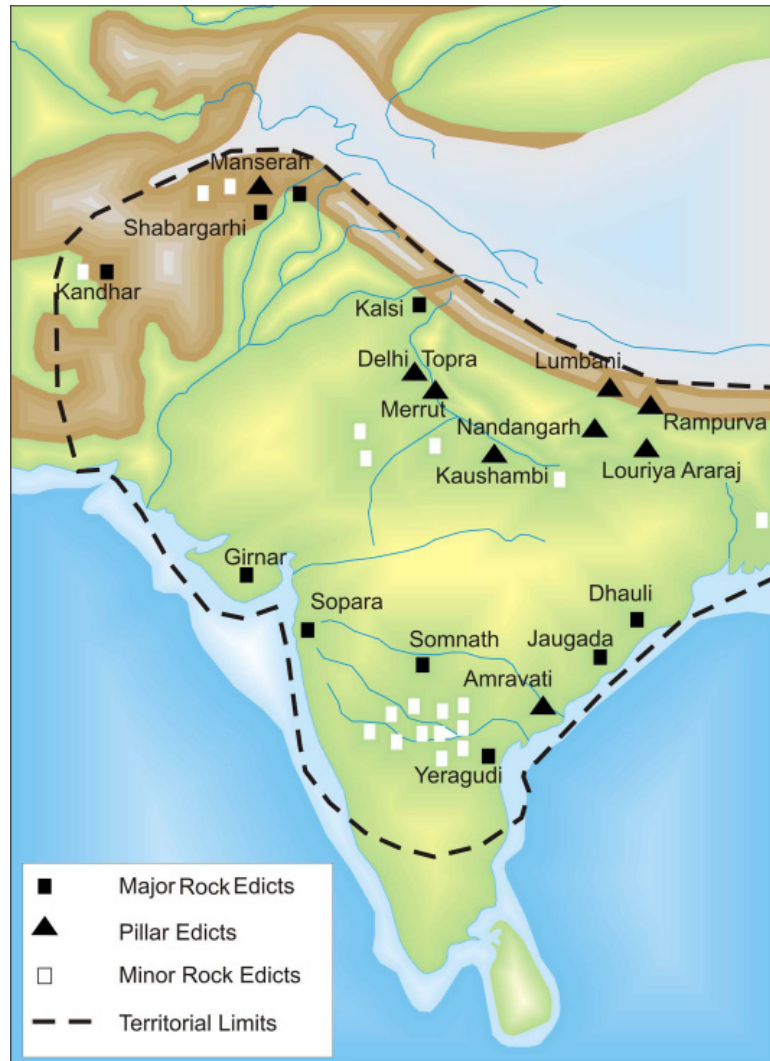 Manserah
Shabargarhi
Kandhar
Kalsi
Delhi Topra
Lumbani
Merrut
Rampurva
Nandangarh
Kaushambi
Louriya Araraj
Girnar
Dhauli
Sopara
Somnath
Jaugada
Amravati
Yeragudi
Major Rock Edicts
Pillar Edicts
Minor Rock Edicts
Territorial Limits